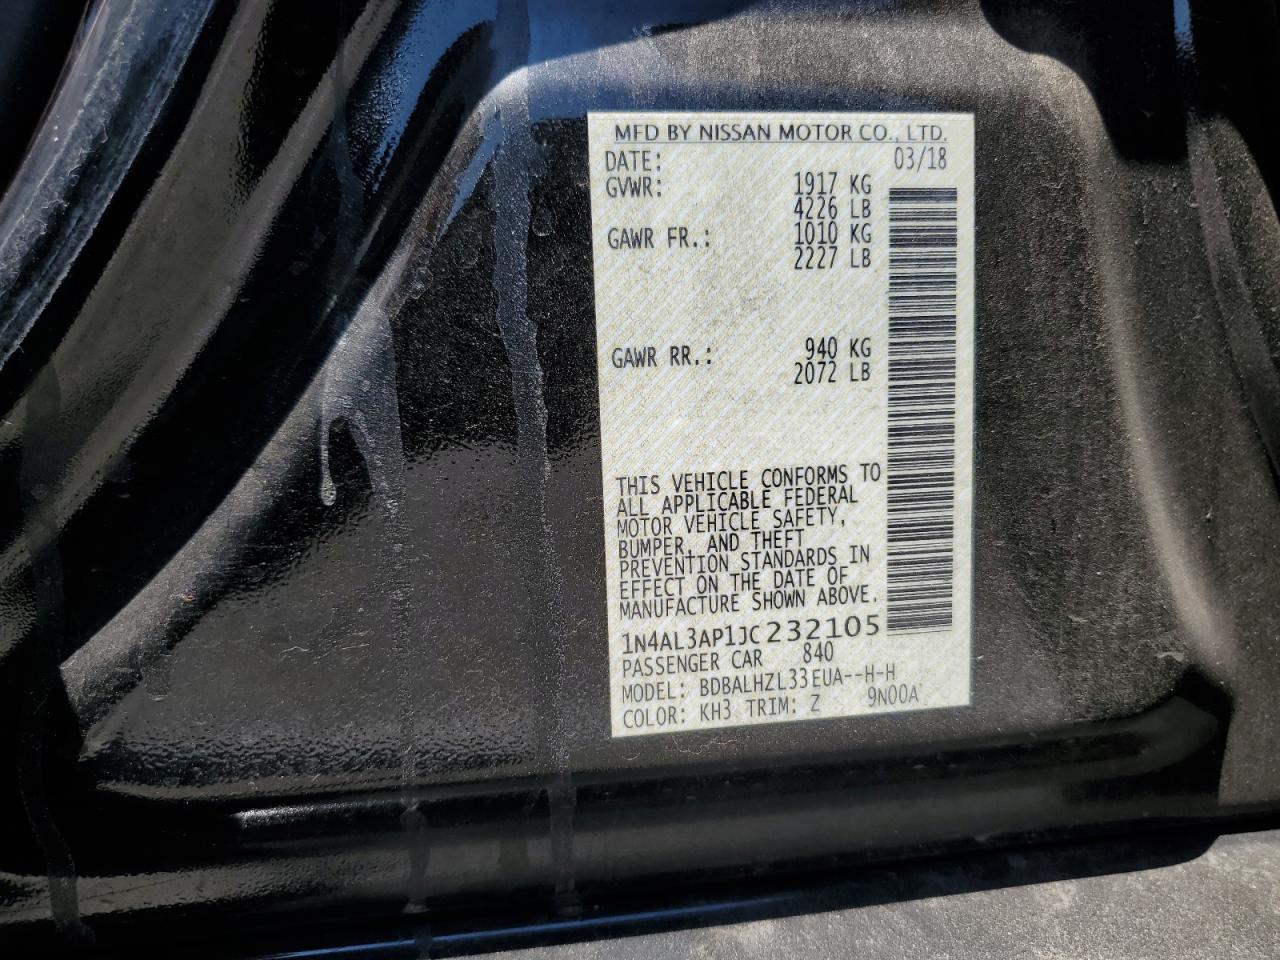 MFD BY NISSAN MOTOR CO., LTD.
DATE: 03/18
GVWR: 1917 KG
4226 LB
GAWR FR.: 1010 KG
2227 LB
GAWR RR.: 940 KG
2072 LB
THIS VEHICLE CONFORMS TO
ALL APPLICABLE FEDERAL
MOTOR VEHICLE SAFETY,
BUMPER, AND THEFT
PREVENTION STANDARDS IN
EFFECT ON THE DATE OF
MANUFACTURE SHOWN ABOVE.
1N4AL3AP1JC232105
PASSENGER CAR 840
MODEL: BDBALHZL33EUA--H-H
COLOR: KH3 TRIM: Z 9N00A